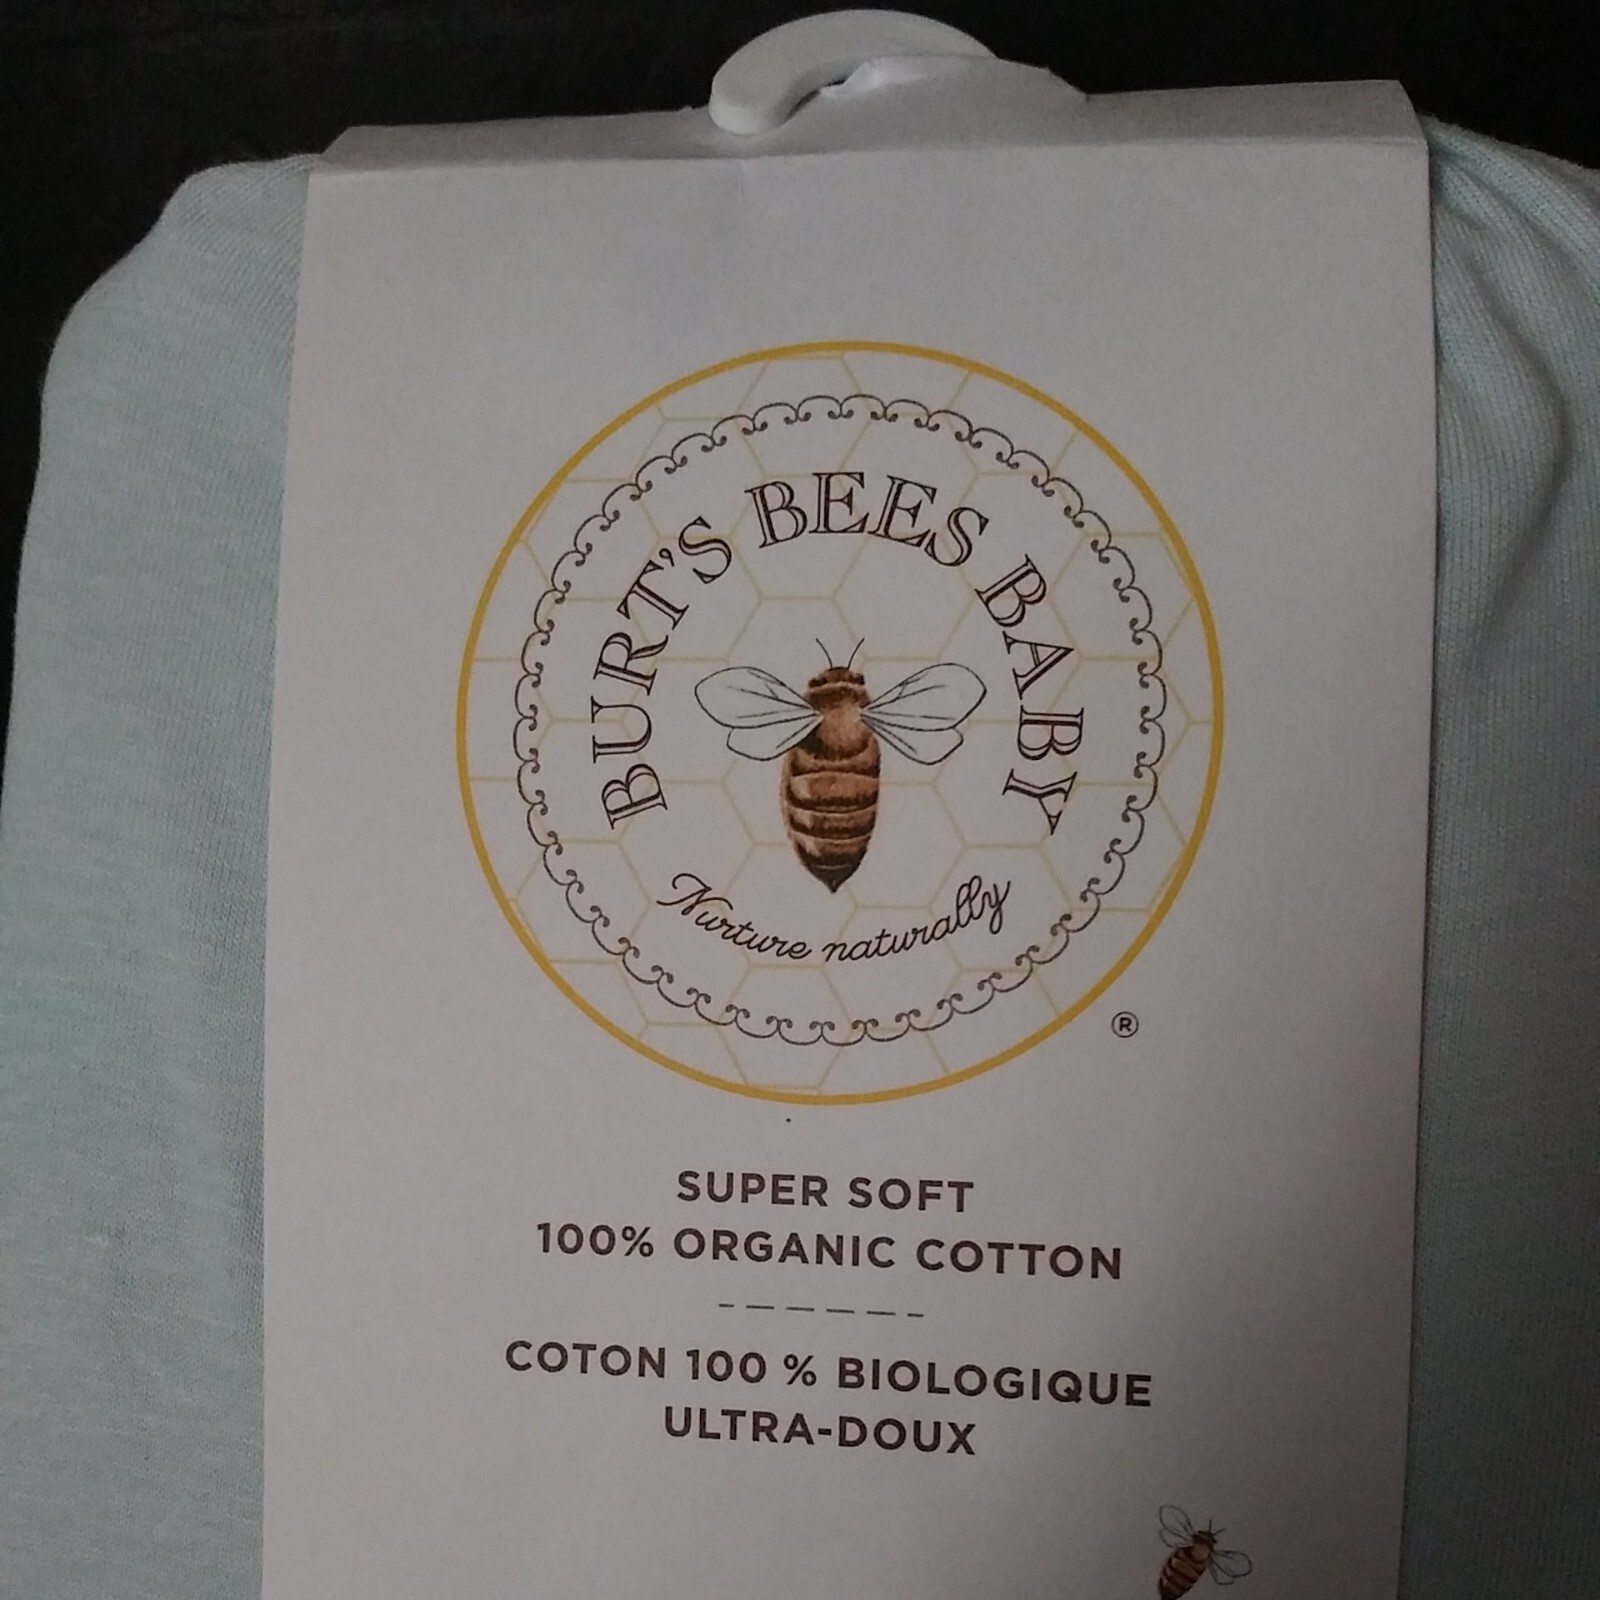 BURT'S BEES BABY
Nurture naturally
®
SUPER SOFT
100% ORGANIC COTTON
COTON 100 % BIOLOGIQUE
ULTRA-DOUX